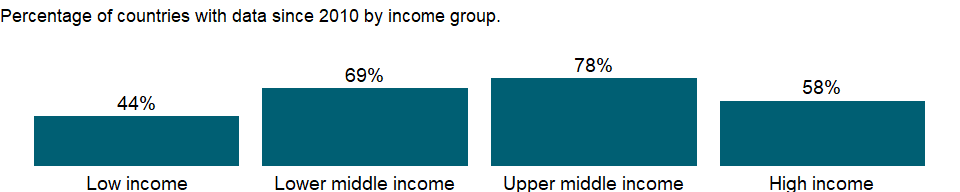 Percentage of countries with data since 2010 by income group.
78%
69%
58%
44%
Low income Lower middle income Upper middle income High income